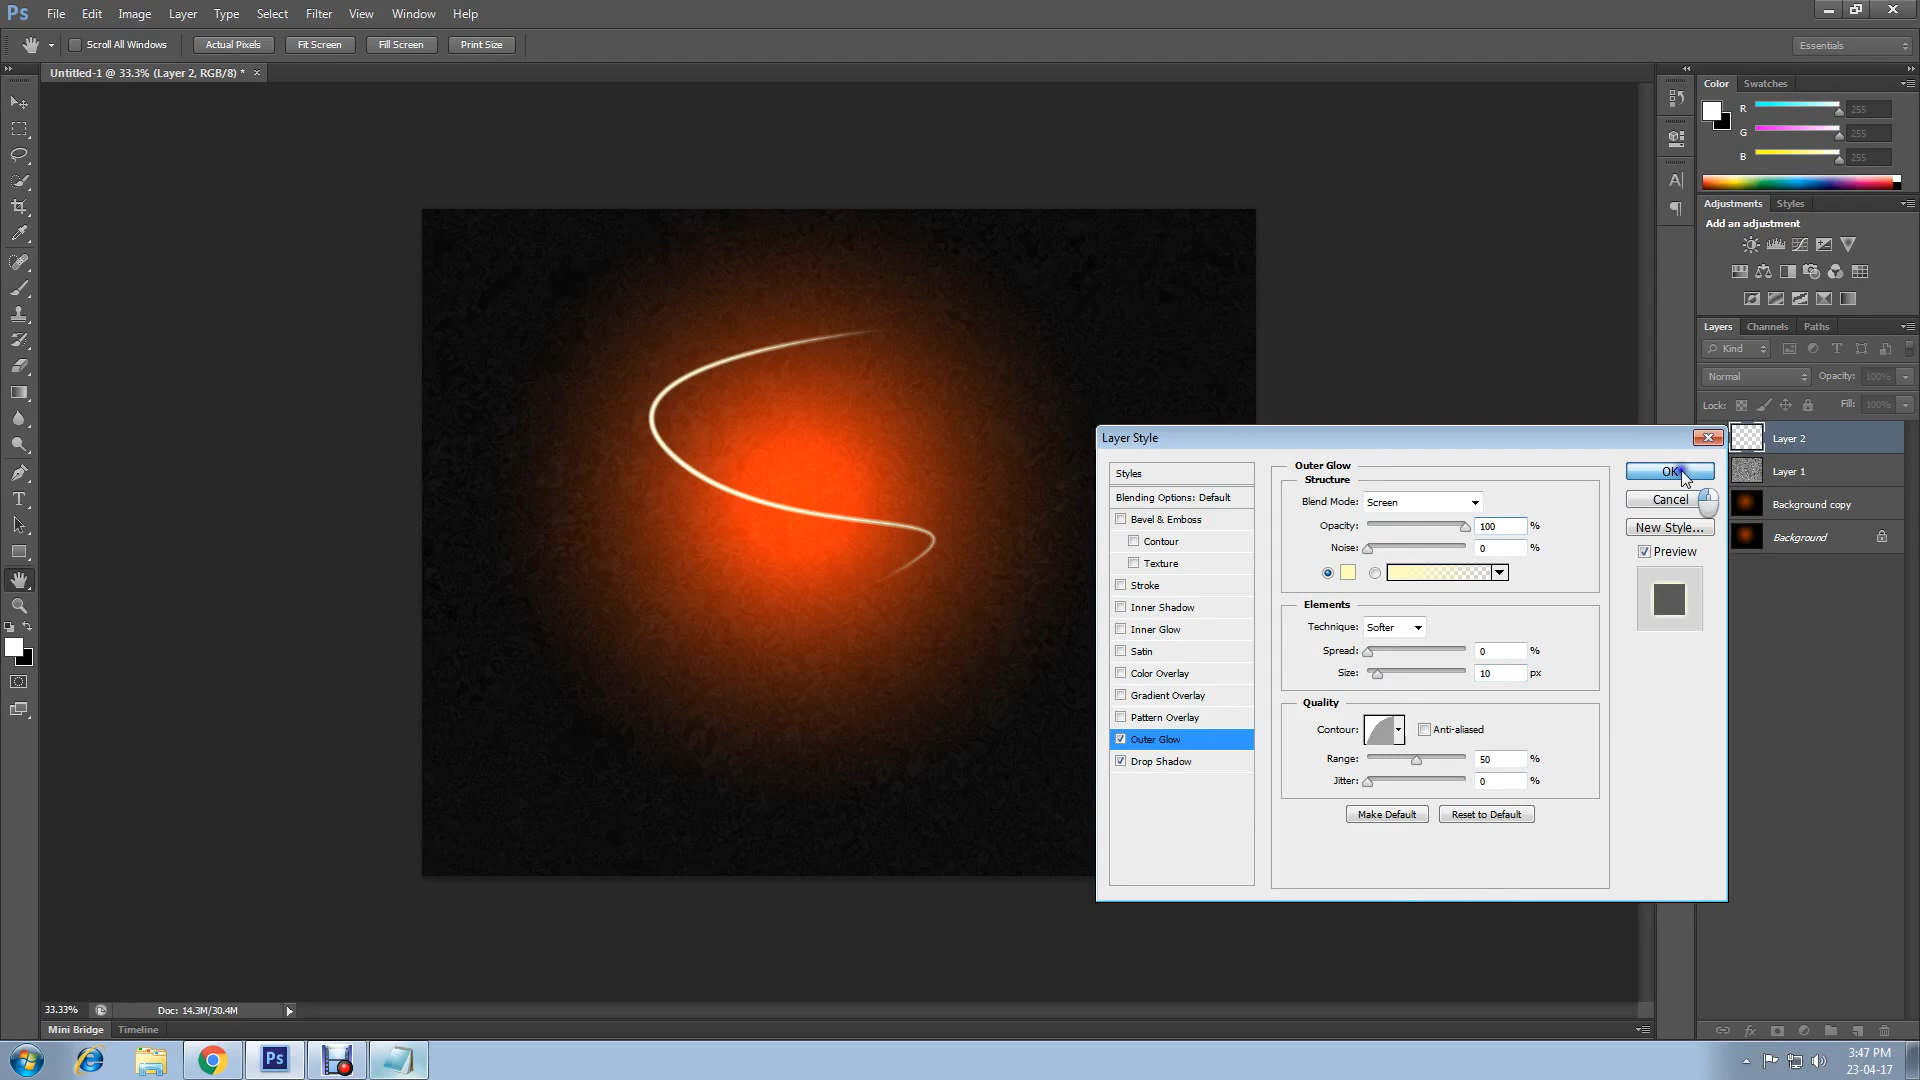 Ps File Edit Image Layer Type Select Filter View Window Help
Scroll All Windows Actual Pixels Fit Screen Fill Screen Print Size Essentials
Untitled-1 @ 33.3% (Layer 2, RGB/8) * ×
Color Swatches
R 255
G 255
B 255
Adjustments Styles
Add an adjustment
Layers Channels Paths
Kind
Normal Opacity: 100%
Lock: Fill: 100%
Layer 2
Layer 1
Background copy
Background
Layer Style
Styles
Blending Options: Default
Bevel & Emboss
Contour
Texture
Stroke
Inner Shadow
Inner Glow
Satin
Color Overlay
Gradient Overlay
Pattern Overlay
Outer Glow
Drop Shadow
Outer Glow
Structure
Blend Mode: Screen
Opacity: 100 %
Noise: 0 %
Elements
Technique: Softer
Spread: 0 %
Size: 10 px
Quality
Contour: Anti-aliased
Range: 50 %
Jitter: 0 %
Make Default Reset to Default
OK
Cancel
New Style...
Preview
33.33% Doc: 14.3M/30.4M
Mini Bridge Timeline
Ps
3:47 PM
23-04-17